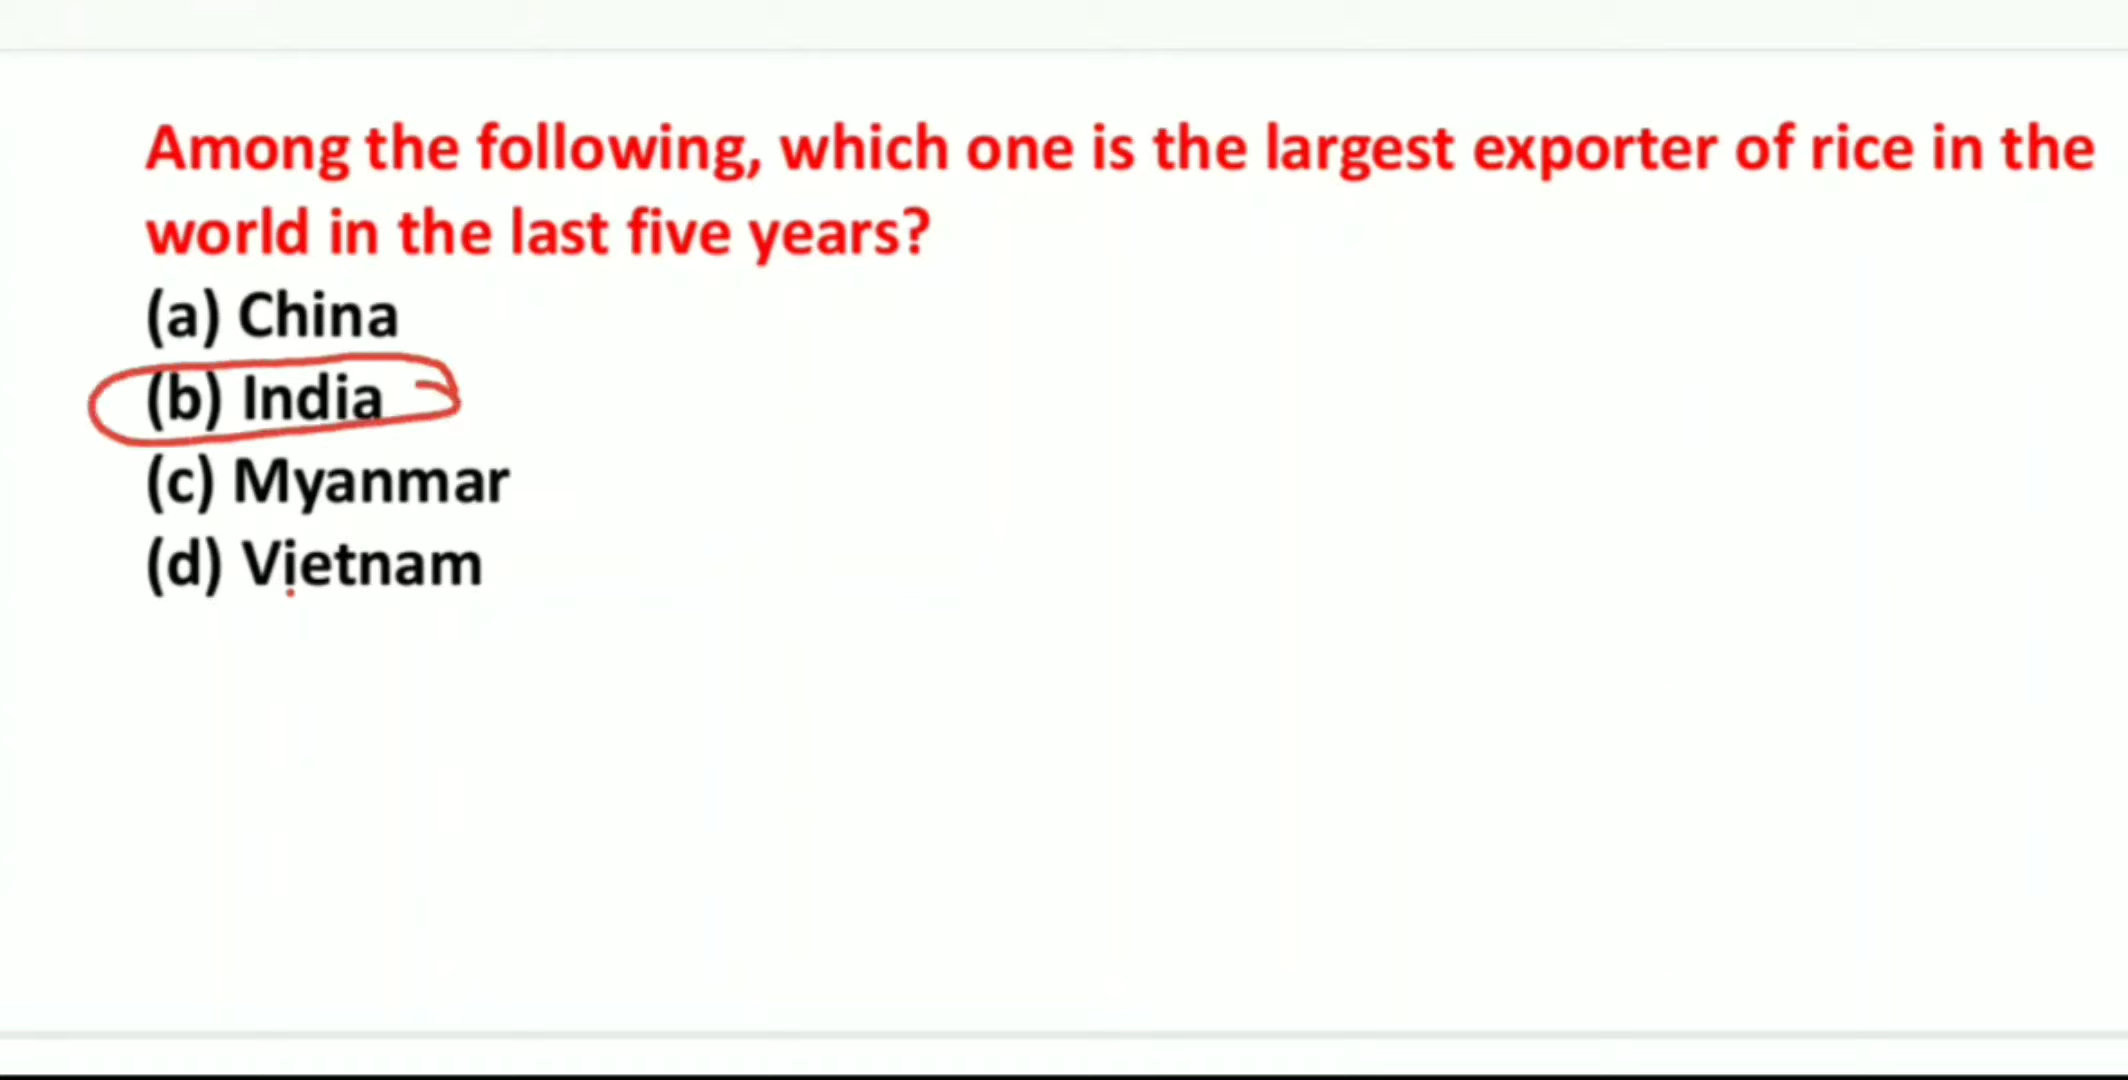 Among the following, which one is the largest exporter of rice in the
world in the last five years?
(a) China
(b) India
(c) Myanmar
(d) Vietnam